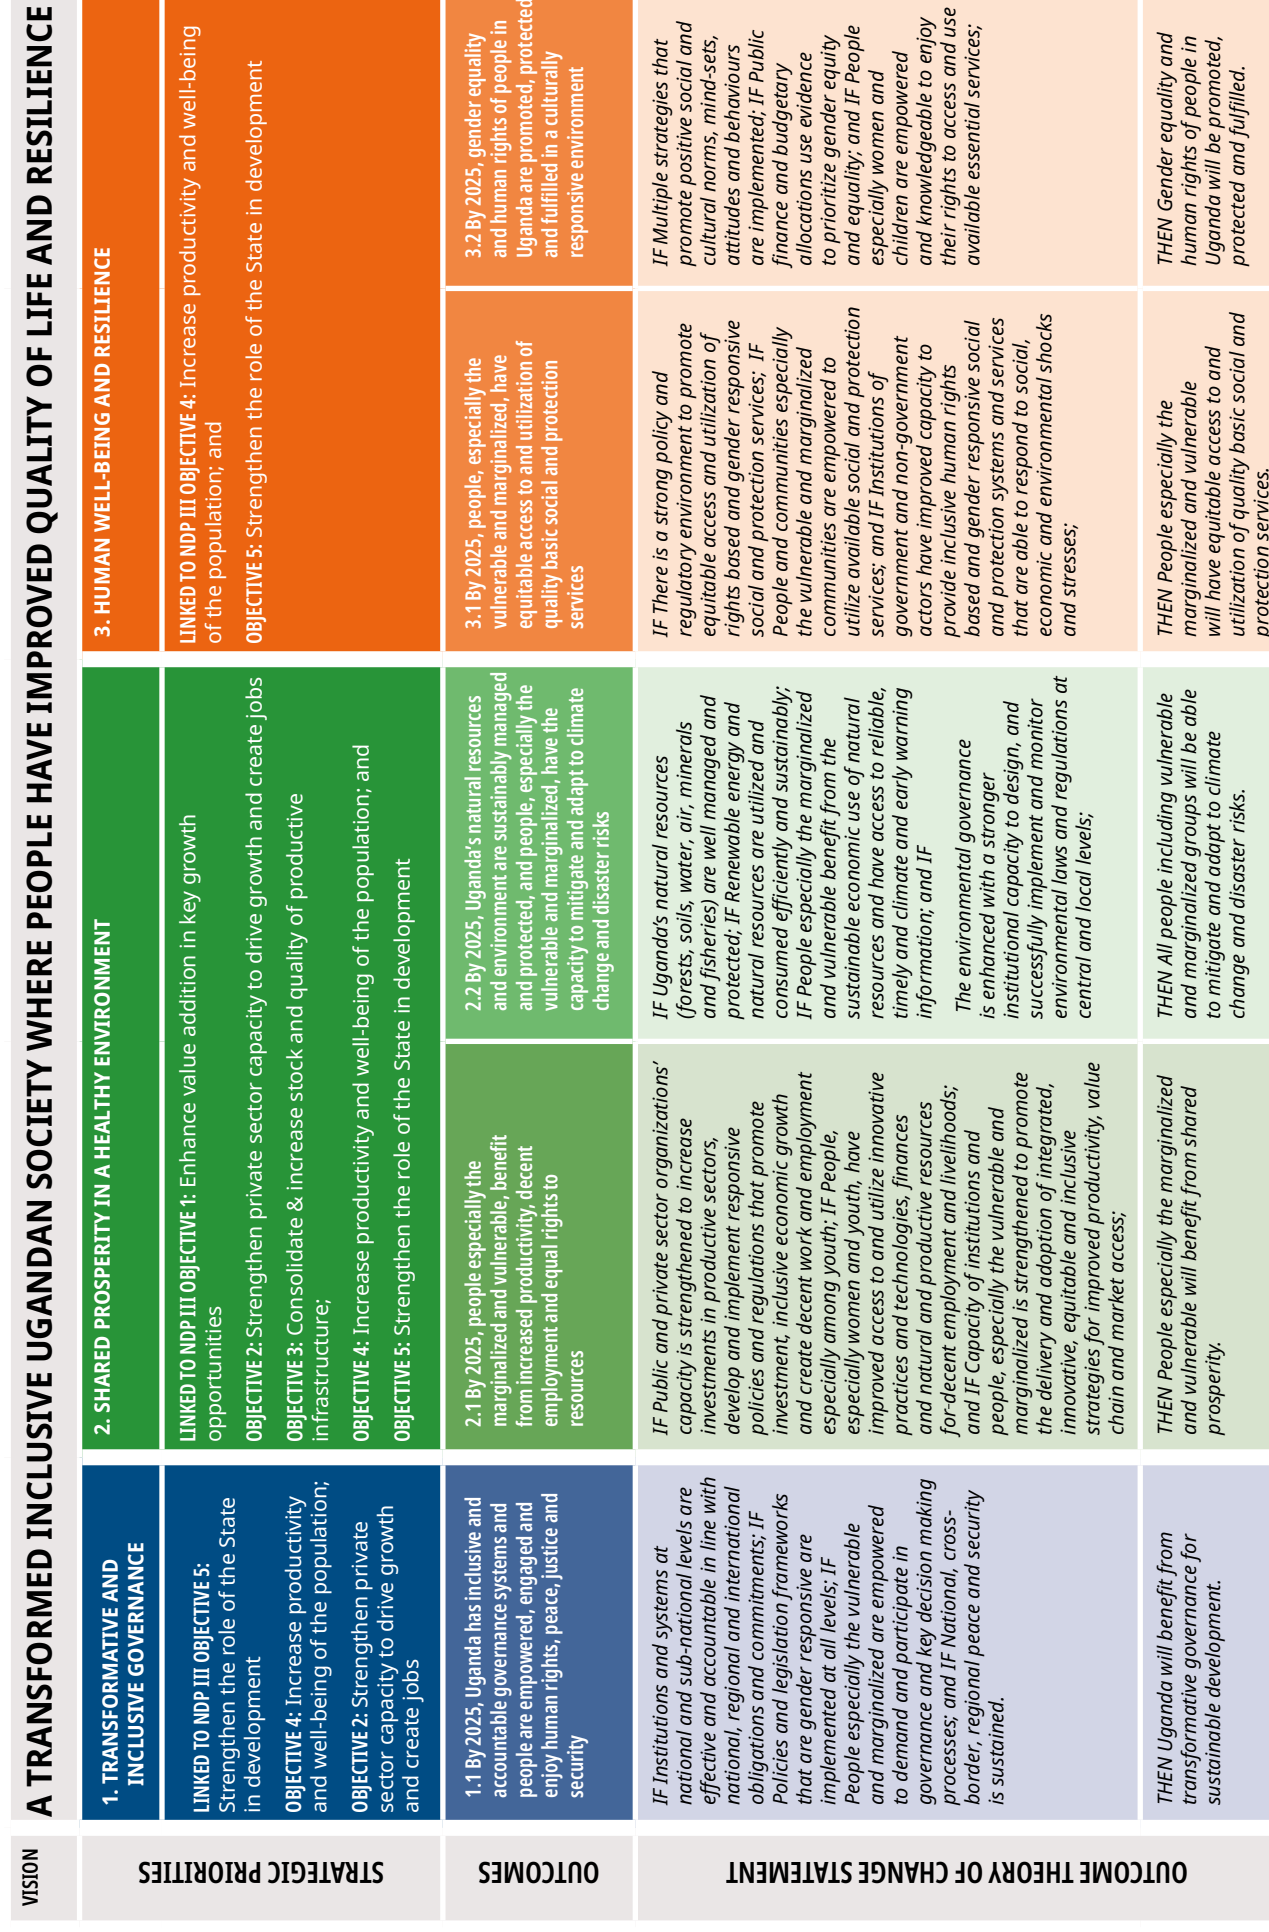 VISION
A TRANSFORMED INCLUSIVE UGANDAN SOCIETY WHERE PEOPLE HAVE IMPROVED QUALITY OF LIFE AND RESILIENCE
STRATEGIC PRIORITIES
1. TRANSFORMATIVE AND
INCLUSIVE GOVERNANCE
2. SHARED PROSPERITY IN A HEALTHY ENVIRONMENT
3. HUMAN WELL-BEING AND RESILIENCE
LINKED TO NDP III OBJECTIVE 5:
Strengthen the role of the State
in development
OBJECTIVE 4: Increase productivity
and well-being of the population;
OBJECTIVE 2: Strengthen private
sector capacity to drive growth
and create jobs
LINKED TO NDP III OBJECTIVE 1: Enhance value addition in key growth
opportunities
OBJECTIVE 2: Strengthen private sector capacity to drive growth and create jobs
OBJECTIVE 3: Consolidate & increase stock and quality of productive
infrastructure;
OBJECTIVE 4: Increase productivity and well-being of the population; and
OBJECTIVE 5: Strengthen the role of the State in development
LINKED TO NDP III OBJECTIVE 4: Increase productivity and well-being
of the population; and
OBJECTIVE 5: Strengthen the role of the State in development
OUTCOMES
1.1 By 2025, Uganda has inclusive and
accountable governance systems and
people are empowered, engaged and
enjoy human rights, peace, justice and
security
2.1 By 2025, people especially the
marginalized and vulnerable, benefit
from increased productivity, decent
employment and equal rights to
resources
2.2 By 2025, Uganda's natural resources
and environment are sustainably managed
and protected, and people, especially the
vulnerable and marginalized, have the
capacity to mitigate and adapt to climate
change and disaster risks
3.1 By 2025, people, especially the
vulnerable and marginalized, have
equitable access to and utilization of
quality basic social and protection
services
3.2 By 2025, gender equality
and human rights of people in
Uganda are promoted, protected
and fulfilled in a culturally
responsive environment
OUTCOME THEORY OF CHANGE STATEMENT
IF Institutions and systems at
national and sub-national levels are
effective and accountable in line with
national, regional and international
obligations and commitments; IF
Policies and legislation frameworks
that are gender responsive are
implemented at all levels; IF
People especially the vulnerable
and marginalized are empowered
to demand and participate in
governance and key decision making
processes; and IF National, cross-
border, regional peace and security
is sustained.
IF Public and private sector organizations'
capacity is strengthened to increase
investments in productive sectors,
develop and implement responsive
policies and regulations that promote
investment, inclusive economic growth
and create decent work and employment
especially among youth; IF People,
especially women and youth, have
improved access to and utilize innovative
practices and technologies, finances
and natural and productive resources
for-decent employment and livelihoods;
and IF Capacity of institutions and
people, especially the vulnerable and
marginalized is strengthened to promote
the delivery and adoption of integrated,
innovative, equitable and inclusive
strategies for improved productivity, value
chain and market access;
IF Uganda's natural resources
(forests, soils, water, air, minerals
and fisheries) are well managed and
protected; IF Renewable energy and
natural resources are utilized and
consumed efficiently and sustainably;
IF People especially the marginalized
and vulnerable benefit from the
sustainable economic use of natural
resources and have access to reliable,
timely and climate and early warning
information; and IF
The environmental governance
is enhanced with a stronger
institutional capacity to design, and
successfully implement and monitor
environmental laws and regulations at
central and local levels;
IF There is a strong policy and
regulatory environment to promote
equitable access and utilization of
rights based and gender responsive
social and protection services; IF
People and communities especially
the vulnerable and marginalized
communities are empowered to
utilize available social and protection
services; and IF Institutions of
government and non-government
actors have improved capacity to
provide inclusive human rights
based and gender responsive social
and protection systems and services
that are able to respond to social,
economic and environmental shocks
and stresses;
IF Multiple strategies that
promote positive social and
cultural norms, mind-sets,
attitudes and behaviours
are implemented; IF Public
finance and budgetary
allocations use evidence
to prioritize gender equity
and equality; and IF People
especially women and
children are empowered
and knowledgeable to enjoy
their rights to access and use
available essential services;
THEN Uganda will benefit from
transformative governance for
sustainable development.
THEN People especially the marginalized
and vulnerable will benefit from shared
prosperity.
THEN All people including vulnerable
and marginalized groups will be able
to mitigate and adapt to climate
change and disaster risks.
THEN People especially the
marginalized and vulnerable
will have equitable access to and
utilization of quality basic social and
protection services.
THEN Gender equality and
human rights of people in
Uganda will be promoted,
protected and fulfilled.